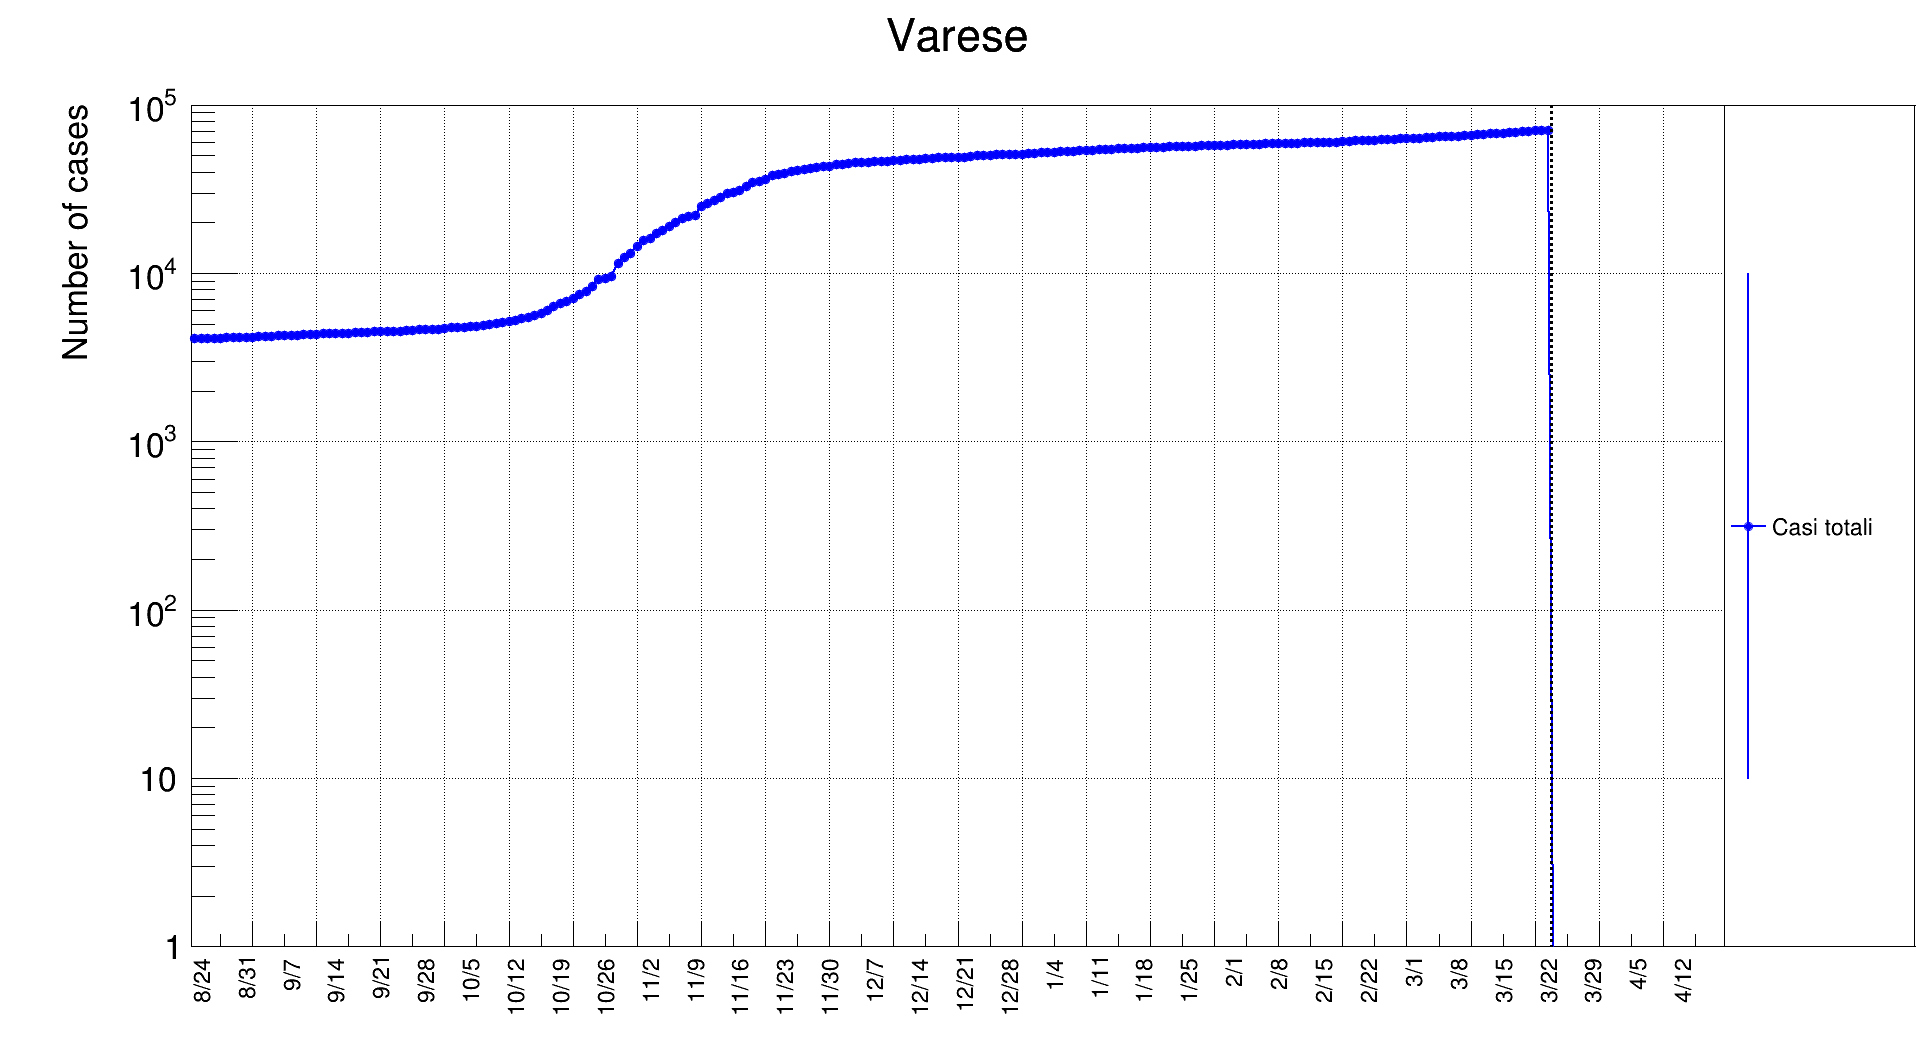 Varese
Number of cases
10^5
10^4
10^3
10^2
10
1
8/24 8/31 9/7 9/14 9/21 9/28 10/5 10/12 10/19 10/26 11/2 11/9 11/16 11/23 11/30 12/7 12/14 12/21 12/28 1/4 1/11 1/18 1/25 2/1 2/8 2/15 2/22 3/1 3/8 3/15 3/22 3/29 4/5 4/12
Casi totali